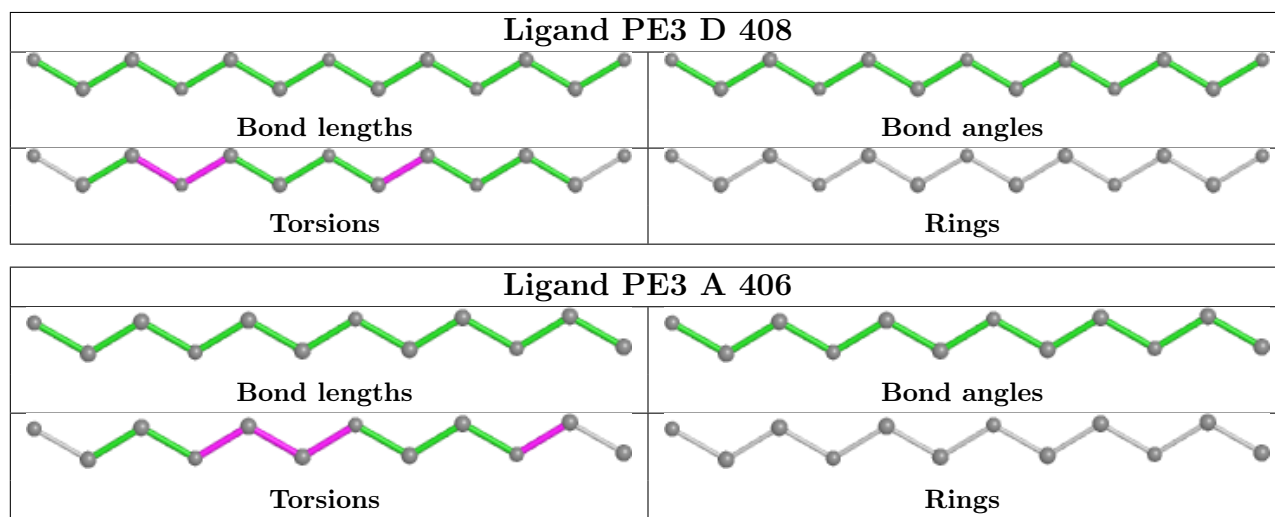 Ligand PE3 D 408
Bond lengths Bond angles
Torsions Rings
Ligand PE3 A 406
Bond lengths Bond angles
Torsions Rings